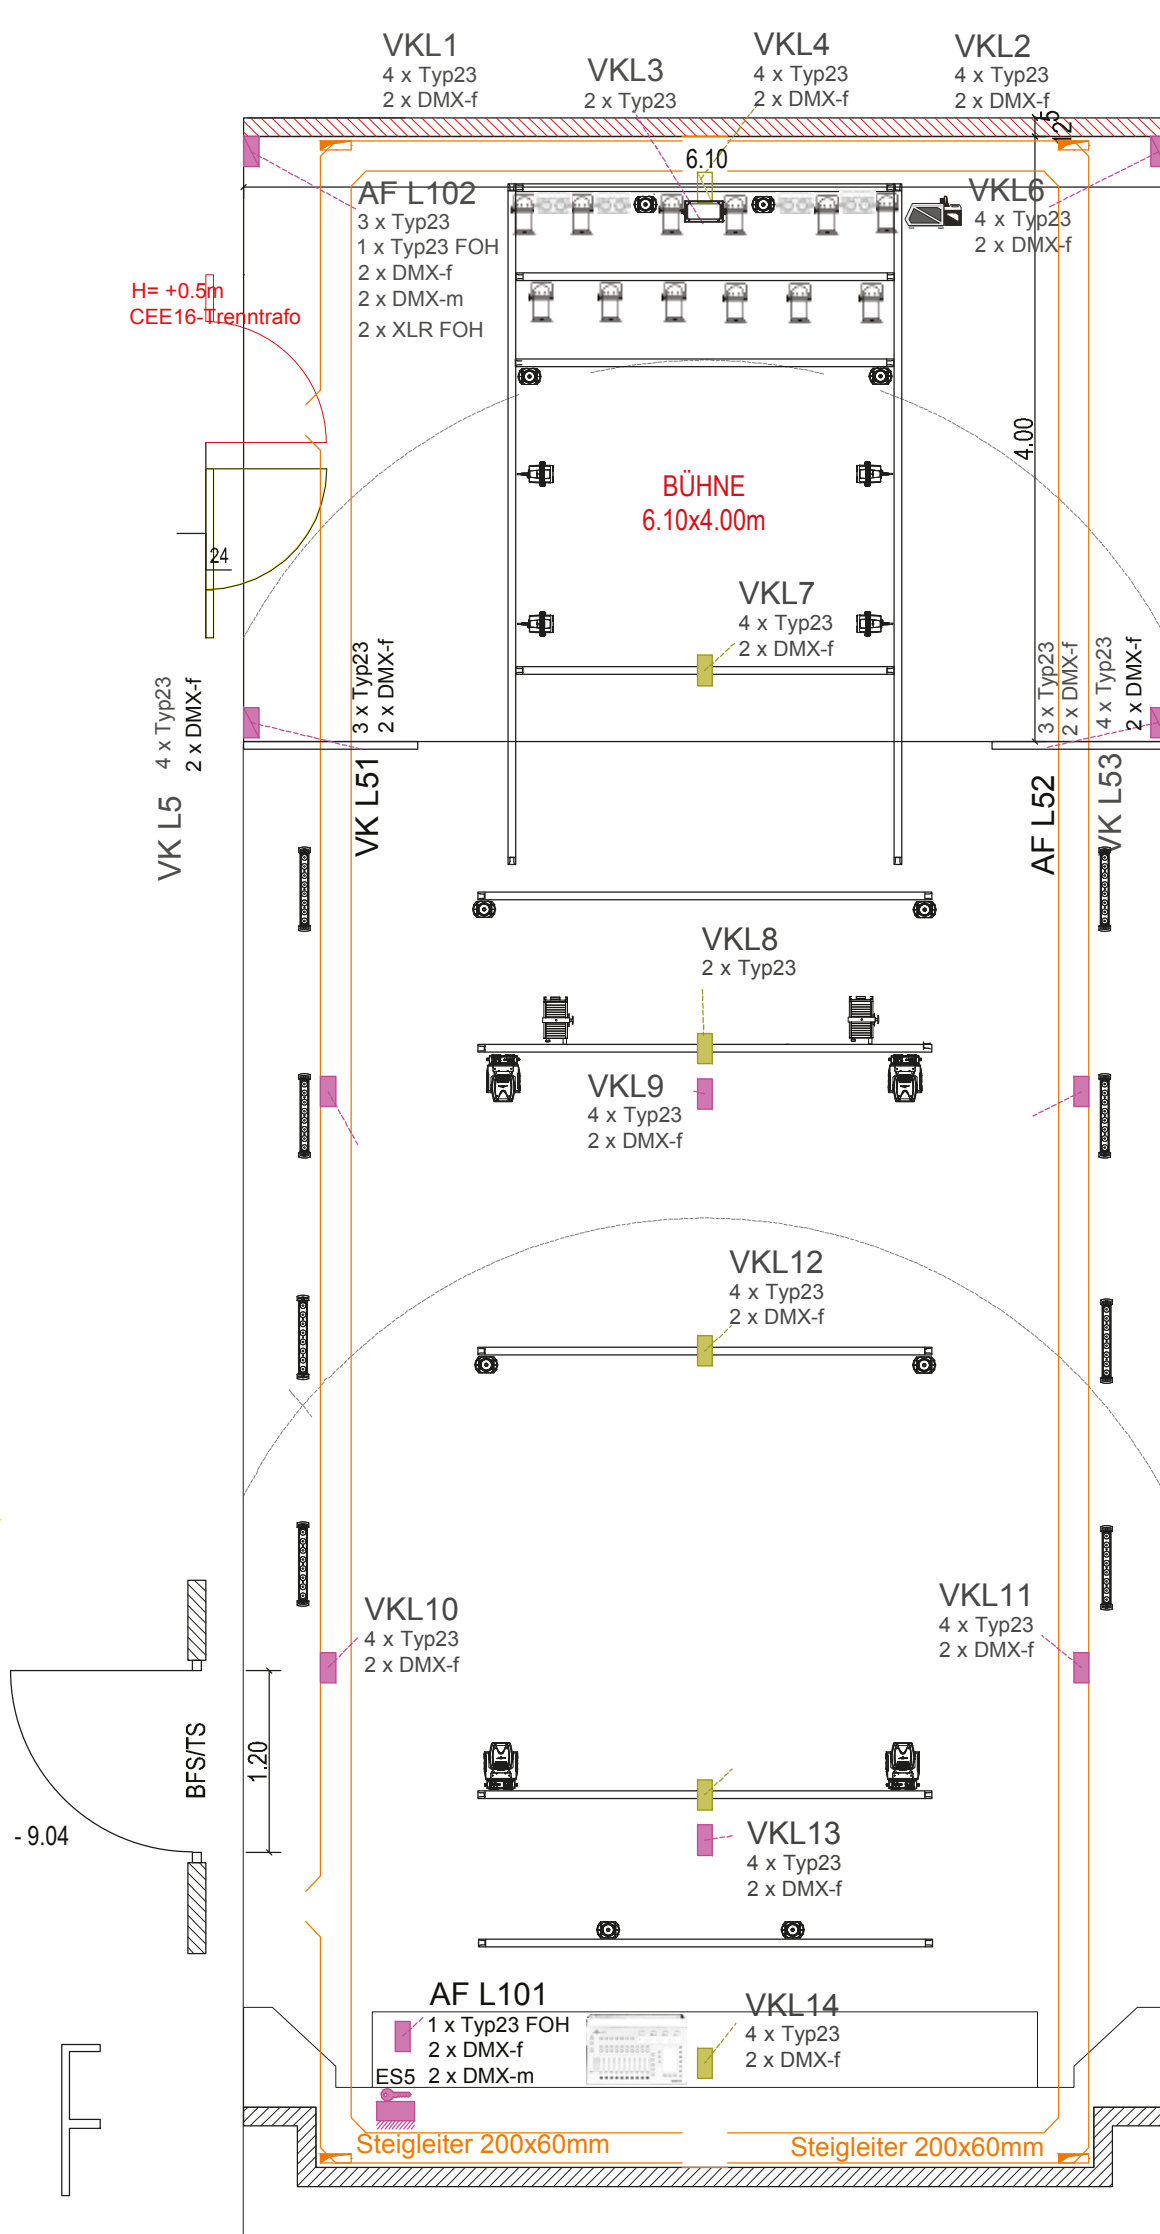 VKL1
4 x Typ23
2 x DMX-f
VKL3
2 x Typ23
VKL4
4 x Typ23
2 x DMX-f
VKL2
4 x Typ23
2 x DMX-f
5
12
6.10
AF L102
3 x Typ23
1 x Typ23 FOH
2 x DMX-f
2 x DMX-m
2 x XLR FOH
VKL6
4 x Typ23
2 x DMX-f
H= +0.5m
CEE16-Trenntrafo
4.00
BÜHNE
6.10x4.00m
24
VKL7
4 x Typ23
2 x DMX-f
VK L5
4 x Typ23
2 x DMX-f
VK L51
3 x Typ23
2 x DMX-f
AF L52
3 x Typ23
2 x DMX-f
VK L53
4 x Typ23
2 x DMX-f
VKL8
2 x Typ23
VKL9
4 x Typ23
2 x DMX-f
VKL12
4 x Typ23
2 x DMX-f
VKL10
4 x Typ23
2 x DMX-f
VKL11
4 x Typ23
2 x DMX-f
BFS/TS
1.20
- 9.04
VKL13
4 x Typ23
2 x DMX-f
AF L101
1 x Typ23 FOH
2 x DMX-f
2 x DMX-m
ES5
VKL14
4 x Typ23
2 x DMX-f
Steigleiter 200x60mm
Steigleiter 200x60mm